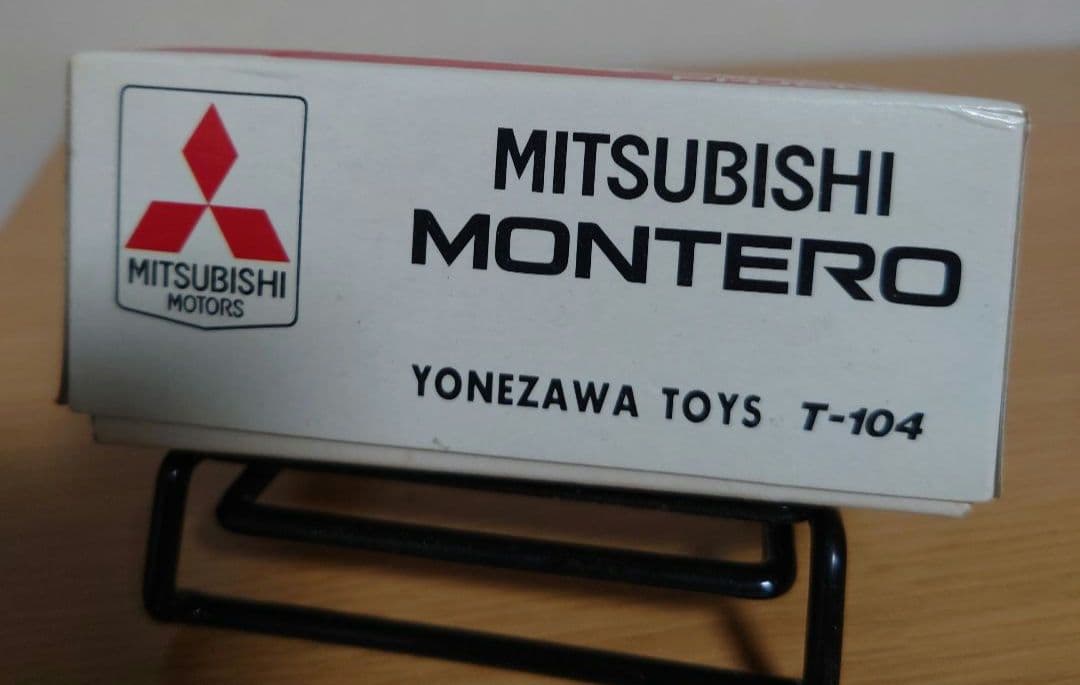 MITSUBISHI
MOTORS
MITSUBISHI
MONTERO
YONEZAWA TOYS T-104